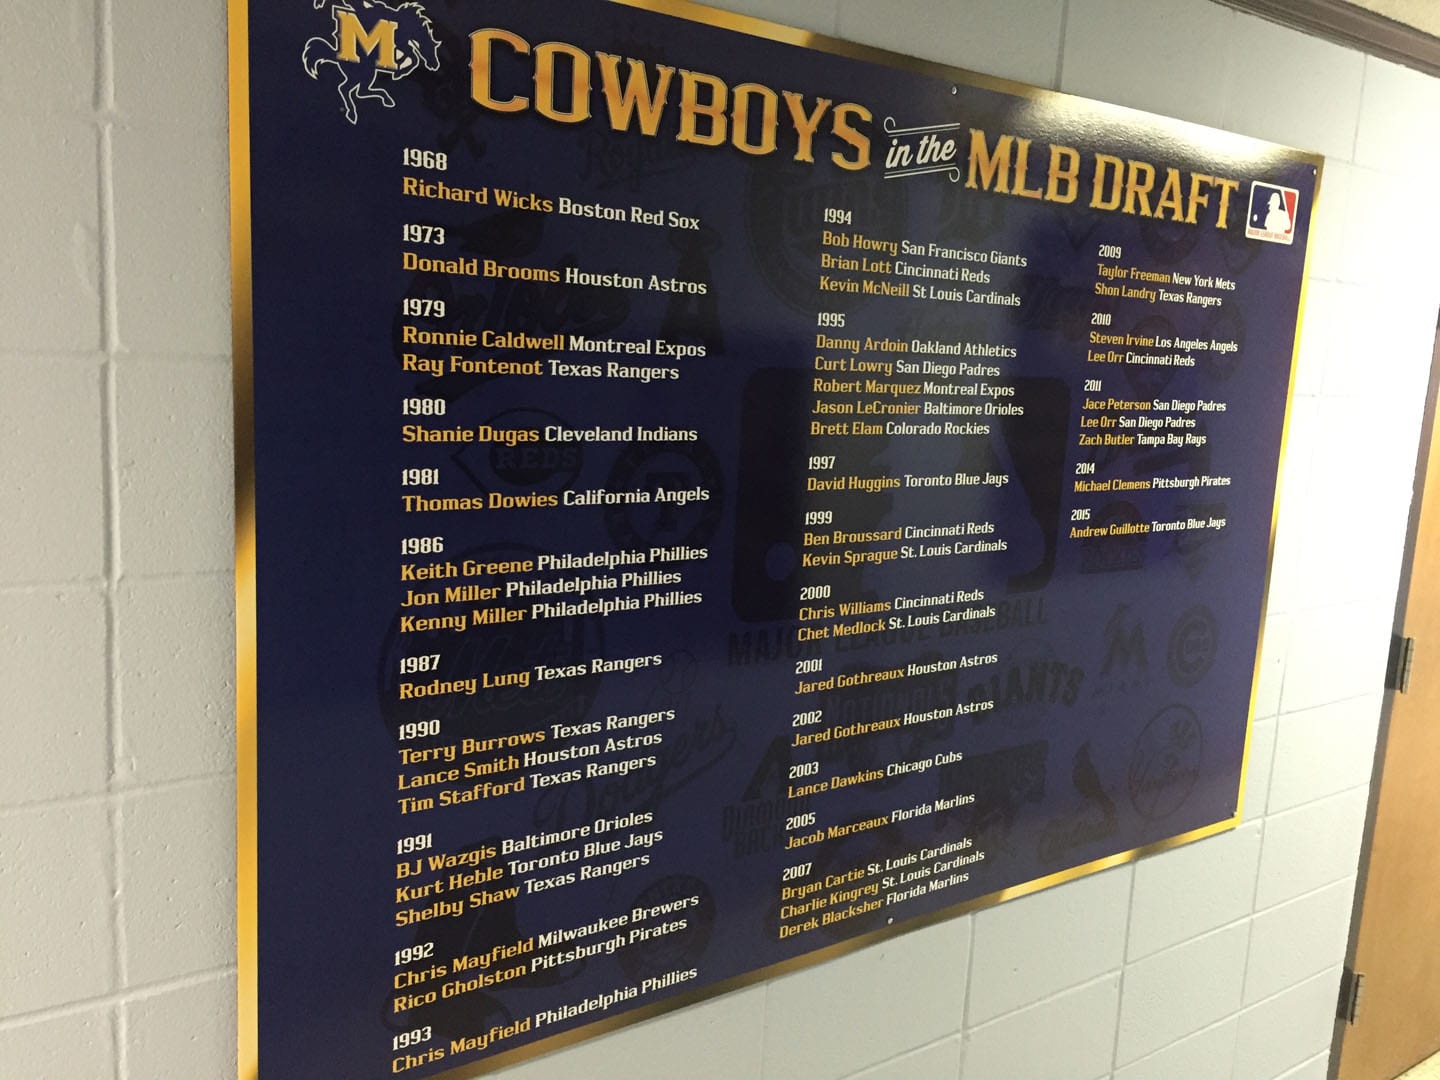 M
COWBOYS in the MLB DRAFT
MAJOR LEAGUE BASEBALL
1968
Richard Wicks Boston Red Sox
1973
Donald Brooms Houston Astros
1979
Ronnie Caldwell Montreal Expos
Ray Fontenot Texas Rangers
1980
Shanie Dugas Cleveland Indians
1981
Thomas Dowies California Angels
1986
Keith Greene Philadelphia Phillies
Jon Miller Philadelphia Phillies
Kenny Miller Philadelphia Phillies
1987
Rodney Lung Texas Rangers
1990
Terry Burrows Texas Rangers
Lance Smith Houston Astros
Tim Stafford Texas Rangers
1991
BJ Wazgis Baltimore Orioles
Kurt Heble Toronto Blue Jays
Shelby Shaw Texas Rangers
1992
Chris Mayfield Milwaukee Brewers
Rico Gholston Pittsburgh Pirates
1993
Chris Mayfield Philadelphia Phillies
1994
Bob Howry San Francisco Giants
Brian Lott Cincinnati Reds
Kevin McNeill St Louis Cardinals
1995
Danny Ardoin Oakland Athletics
Curt Lowry San Diego Padres
Robert Marquez Montreal Expos
Jason LeCronier Baltimore Orioles
Brett Elam Colorado Rockies
1997
David Huggins Toronto Blue Jays
1999
Ben Broussard Cincinnati Reds
Kevin Sprague St. Louis Cardinals
2000
Chris Williams Cincinnati Reds
Chet Medlock St. Louis Cardinals
2001
Jared Gothreaux Houston Astros
2002
Jared Gothreaux Houston Astros
2003
Lance Dawkins Chicago Cubs
2005
Jacob Marceaux Florida Marlins
2007
Bryan Cartie St. Louis Cardinals
Charlie Kingrey St. Louis Cardinals
Derek Blacksher Florida Marlins
2009
Taylor Freeman New York Mets
Shon Landry Texas Rangers
2010
Steven Irvine Los Angeles Angels
Lee Orr Cincinnati Reds
2011
Jace Peterson San Diego Padres
Lee Orr San Diego Padres
Zach Butler Tampa Bay Rays
2014
Michael Clemens Pittsburgh Pirates
2015
Andrew Guillotte Toronto Blue Jays
REDS
MAJOR LEAGUE BASEBALL
GIANTS
Dodgers